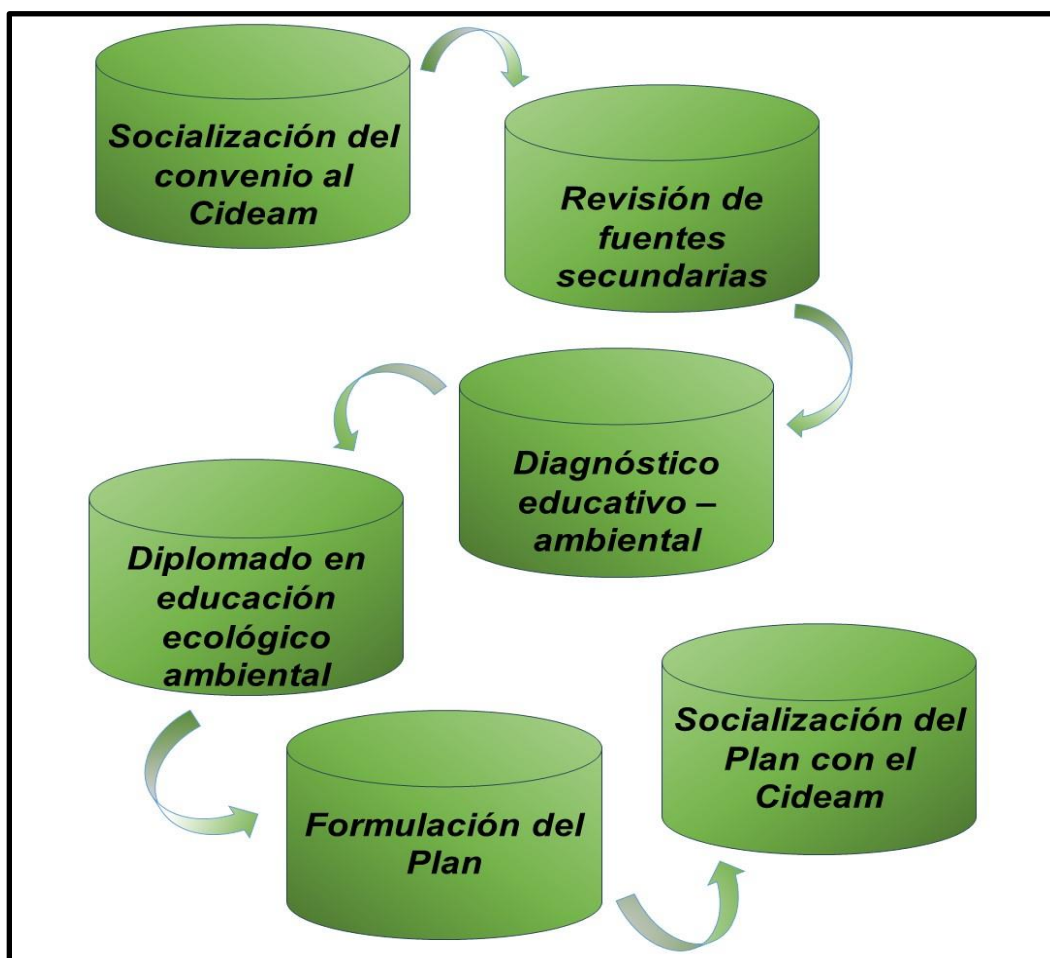 Socialización del
convenio al
Cideam
Revisión de
fuentes
secundarias
Diagnóstico
educativo –
ambiental
Diplomado en
educación
ecológico
ambiental
Formulación del
Plan
Socialización del
Plan con el
Cideam